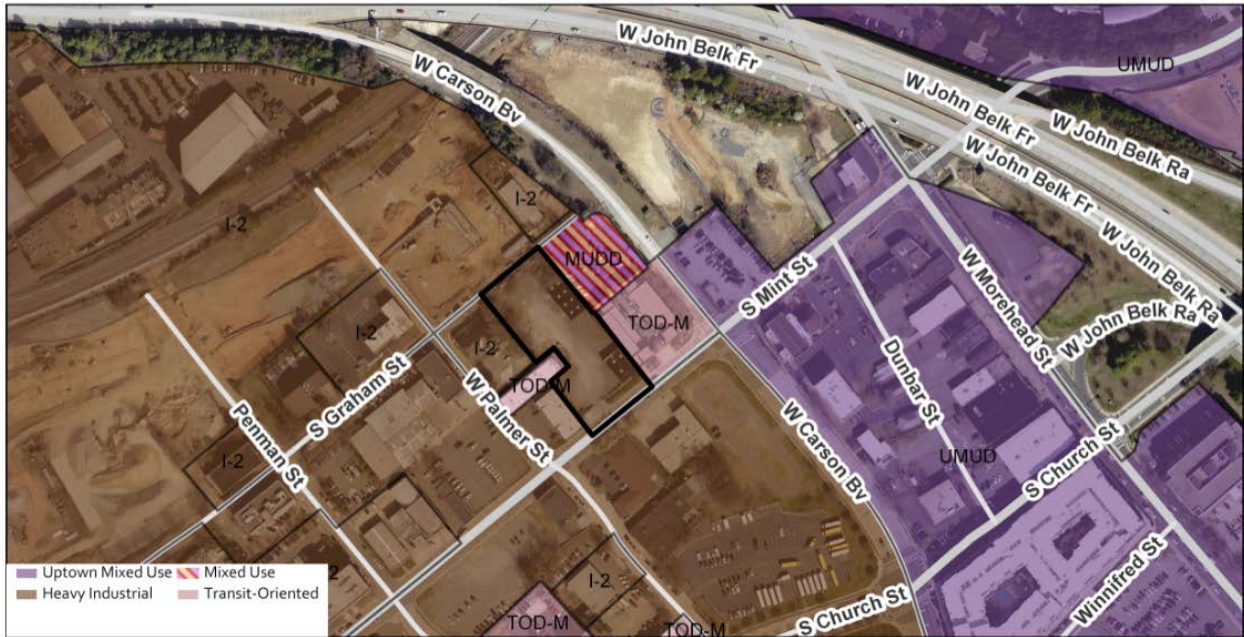 W John Belk Fr
W Carson Bv
UMUD
W John Belk Fr
W John Belk Ra
W John Belk Fr
I-2
I-2
W John Belk Ra
MUDD
S Mint St
W Morehead St
W John Belk Ra
TOD-M
I-2
I-2
TOD-M
Dunbar St
S Graham St
W Palmer St
Penman St
W Carson Bv
S Church St
UMUD
I-2
Winnifred St
Uptown Mixed Use
Mixed Use
Heavy Industrial
Transit-Oriented
I-2
TOD-M
TOD-M
S Church St